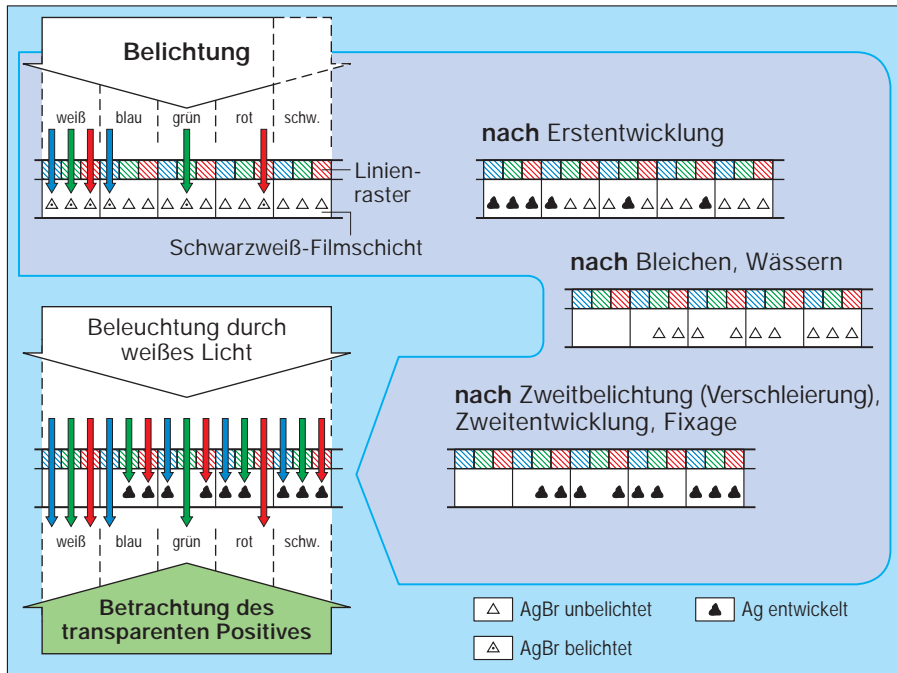 Belichtung
weiß blau grün rot schw.
Linien-
raster
Schwarzweiß-Filmschicht
nach Erstentwicklung
nach Bleichen, Wässern
nach Zweitbelichtung (Verschleierung),
Zweitentwicklung, Fixage
Beleuchtung durch
weißes Licht
weiß blau grün rot schw.
Betrachtung des
transparenten Positives
AgBr unbelichtet
Ag entwickelt
AgBr belichtet